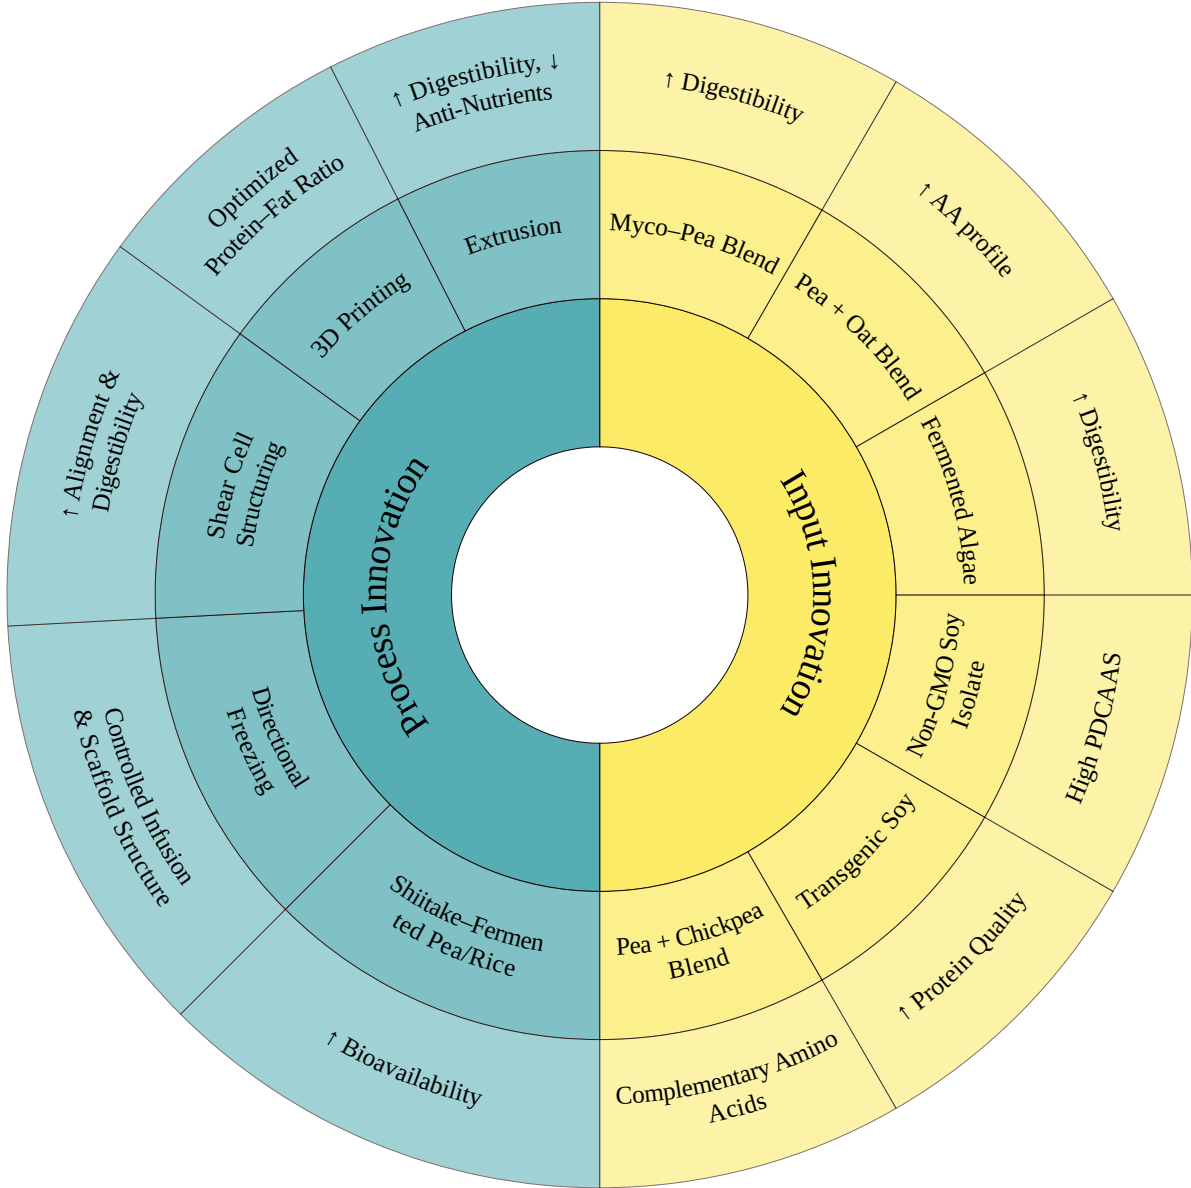 Process Innovation
Input Innovation
Extrusion
↑ Digestibility, ↓
Anti-Nutrients
3D Printing
Optimized
Protein–Fat Ratio
Shear Cell
Structuring
↑ Alignment &
Digestibility
Directional
Freezing
Controlled Infusion
& Scaffold Structure
Shiitake–Fermen
ted Pea/Rice
↑ Bioavailability
Myco–Pea Blend
↑ Digestibility
Pea + Oat Blend
↑ AA profile
Fermented Algae
↑ Digestibility
Non-GMO Soy
Isolate
High PDCAAS
Transgenic Soy
↑ Protein Quality
Pea + Chickpea
Blend
Complementary Amino
Acids